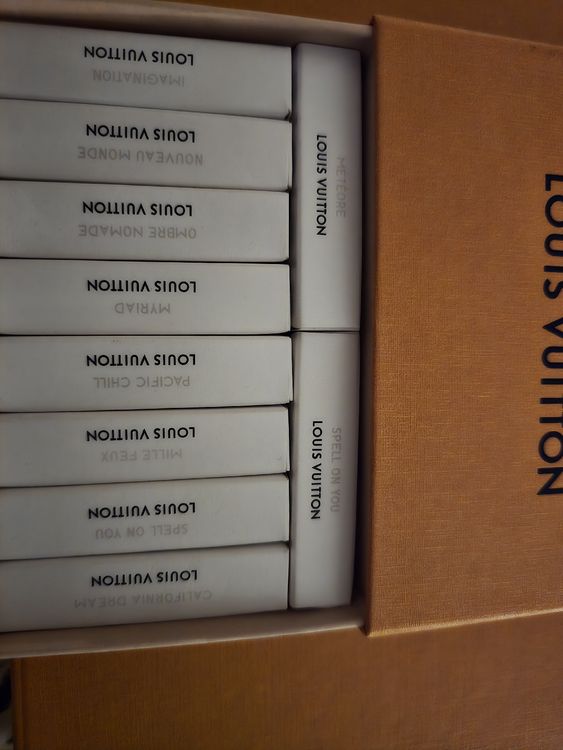 LOUIS VUITTON
IMAGINATION
LOUIS VUITTON
NOUVEAU MONDE
LOUIS VUITTON
OMBRE NOMADE
LOUIS VUITTON
MYRIAD
LOUIS VUITTON
PACIFIC CHILL
LOUIS VUITTON
MILLE FEUX
LOUIS VUITTON
SPELL ON YOU
LOUIS VUITTON
CALIFORNIA DREAM
METEORE
LOUIS VUITTON
SPELL ON YOU
LOUIS VUITTON
LOUIS VUITTON